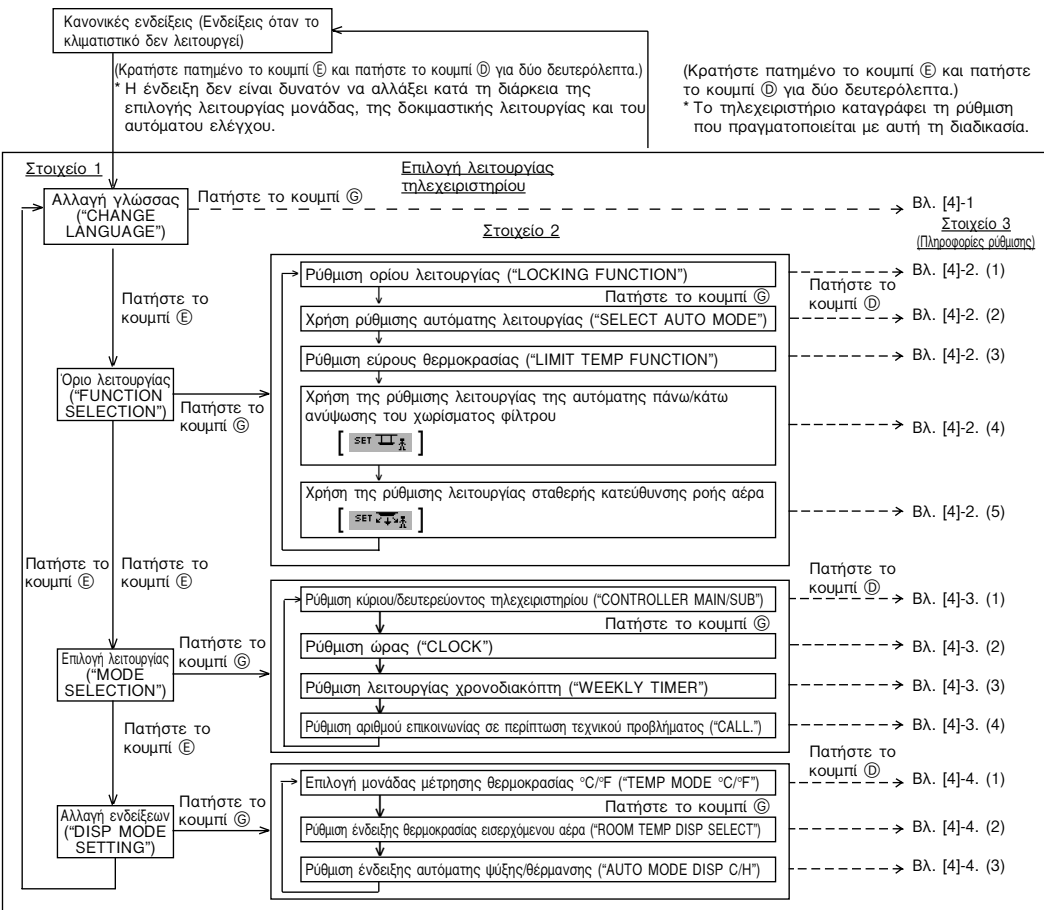 Κανονικές ενδείξεις (Ενδείξεις όταν το
κλιματιστικό δεν λειτουργεί)
(Κρατήστε πατημένο το κουμπί Ⓔ και πατήστε το κουμπί Ⓓ για δύο δευτερόλεπτα.)
* Η ένδειξη δεν είναι δυνατόν να αλλάξει κατά τη διάρκεια της
επιλογής λειτουργίας μονάδας, της δοκιμαστικής λειτουργίας και του
αυτόματου ελέγχου.
(Κρατήστε πατημένο το κουμπί Ⓔ και πατήστε
το κουμπί Ⓓ για δύο δευτερόλεπτα.)
* Το τηλεχειριστήριο καταγράφει τη ρύθμιση
που πραγματοποιείται με αυτή τη διαδικασία.
Στοιχείο 1
Επιλογή λειτουργίας
τηλεχειριστηρίου
Αλλαγή γλώσσας
(“CHANGE
LANGUAGE”)
Πατήστε το κουμπί Ⓖ
Βλ. [4]-1
Στοιχείο 2
Στοιχείο 3
(Πληροφορίες ρύθμισης)
Πατήστε το
κουμπί Ⓔ
Ρύθμιση ορίου λειτουργίας (“LOCKING FUNCTION”)
Βλ. [4]-2. (1)
Πατήστε το κουμπί Ⓖ
Πατήστε το
κουμπί Ⓓ
Χρήση ρύθμισης αυτόματης λειτουργίας (“SELECT AUTO MODE”)
Βλ. [4]-2. (2)
Ρύθμιση εύρους θερμοκρασίας (“LIMIT TEMP FUNCTION”)
Βλ. [4]-2. (3)
Όριο λειτουργίας
(“FUNCTION
SELECTION”)
Πατήστε το
κουμπί Ⓖ
Χρήση της ρύθμισης λειτουργίας της αυτόματης πάνω/κάτω
ανύψωσης του χωρίσματος φίλτρου
[ SET ]
Βλ. [4]-2. (4)
Χρήση της ρύθμισης λειτουργίας σταθερής κατεύθυνσης ροής αέρα
[ SET ]
Βλ. [4]-2. (5)
Πατήστε το
κουμπί Ⓔ
Πατήστε το
κουμπί Ⓔ
Πατήστε το
κουμπί Ⓓ
Ρύθμιση κύριου/δευτερεύοντος τηλεχειριστηρίου (“CONTROLLER MAIN/SUB”)
Βλ. [4]-3. (1)
Πατήστε το κουμπί Ⓖ
Επιλογή λειτουργίας
(“MODE
SELECTION”)
Πατήστε το
κουμπί Ⓖ
Ρύθμιση ώρας (“CLOCK”)
Βλ. [4]-3. (2)
Ρύθμιση λειτουργίας χρονοδιακόπτη (“WEEKLY TIMER”)
Βλ. [4]-3. (3)
Ρύθμιση αριθμού επικοινωνίας σε περίπτωση τεχνικού προβλήματος (“CALL.”)
Βλ. [4]-3. (4)
Πατήστε το
κουμπί Ⓔ
Πατήστε το
κουμπί Ⓓ
Επιλογή μονάδας μέτρησης θερμοκρασίας °C/°F (“TEMP MODE °C/°F”)
Βλ. [4]-4. (1)
Πατήστε το κουμπί Ⓖ
Αλλαγή ενδείξεων
(“DISP MODE
SETTING”)
Πατήστε το
κουμπί Ⓖ
Ρύθμιση ένδειξης θερμοκρασίας εισερχόμενου αέρα (“ROOM TEMP DISP SELECT”)
Βλ. [4]-4. (2)
Ρύθμιση ένδειξης αυτόματης ψύξης/θέρμανσης (“AUTO MODE DISP C/H”)
Βλ. [4]-4. (3)